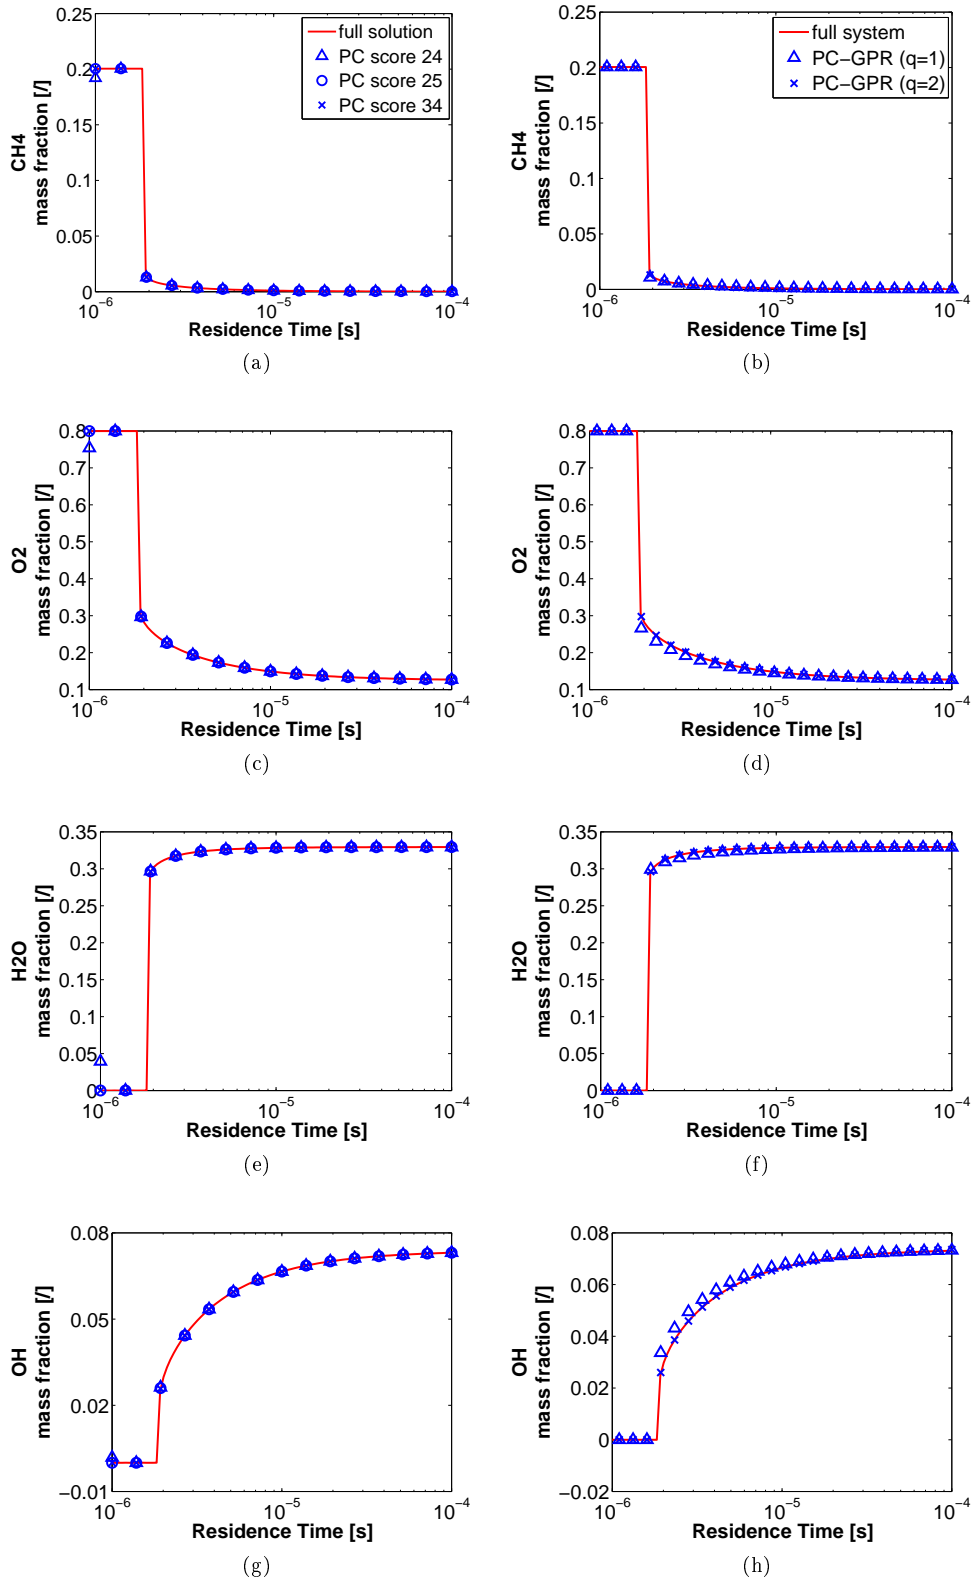 0.25
0.2
0.15
0.1
0.05
0
10−6
10−5
10−4
CH4
mass fraction [/]
Residence Time [s]
full solution
PC score 24
PC score 25
PC score 34
(a)
0.25
0.2
0.15
0.1
0.05
0
10−6
10−5
10−4
CH4
mass fraction [/]
Residence Time [s]
full system
PC−GPR (q=1)
PC−GPR (q=2)
(b)
0.8
0.7
0.6
0.5
0.4
0.3
0.2
0.1
10−6
10−5
10−4
O2
mass fraction [/]
Residence Time [s]
(c)
0.8
0.7
0.6
0.5
0.4
0.3
0.2
0.1
10−6
10−5
10−4
O2
mass fraction [/]
Residence Time [s]
(d)
0.35
0.3
0.25
0.2
0.15
0.1
0.05
0
10−6
10−5
10−4
H2O
mass fraction [/]
Residence Time [s]
(e)
0.35
0.3
0.25
0.2
0.15
0.1
0.05
0
10−6
10−5
10−4
H2O
mass fraction [/]
Residence Time [s]
(f)
0.08
0.05
0.02
−0.01
10−6
10−5
10−4
OH
mass fraction [/]
Residence Time [s]
(g)
0.08
0.06
0.04
0.02
0
−0.02
10−6
10−5
10−4
OH
mass fraction [/]
Residence Time [s]
(h)